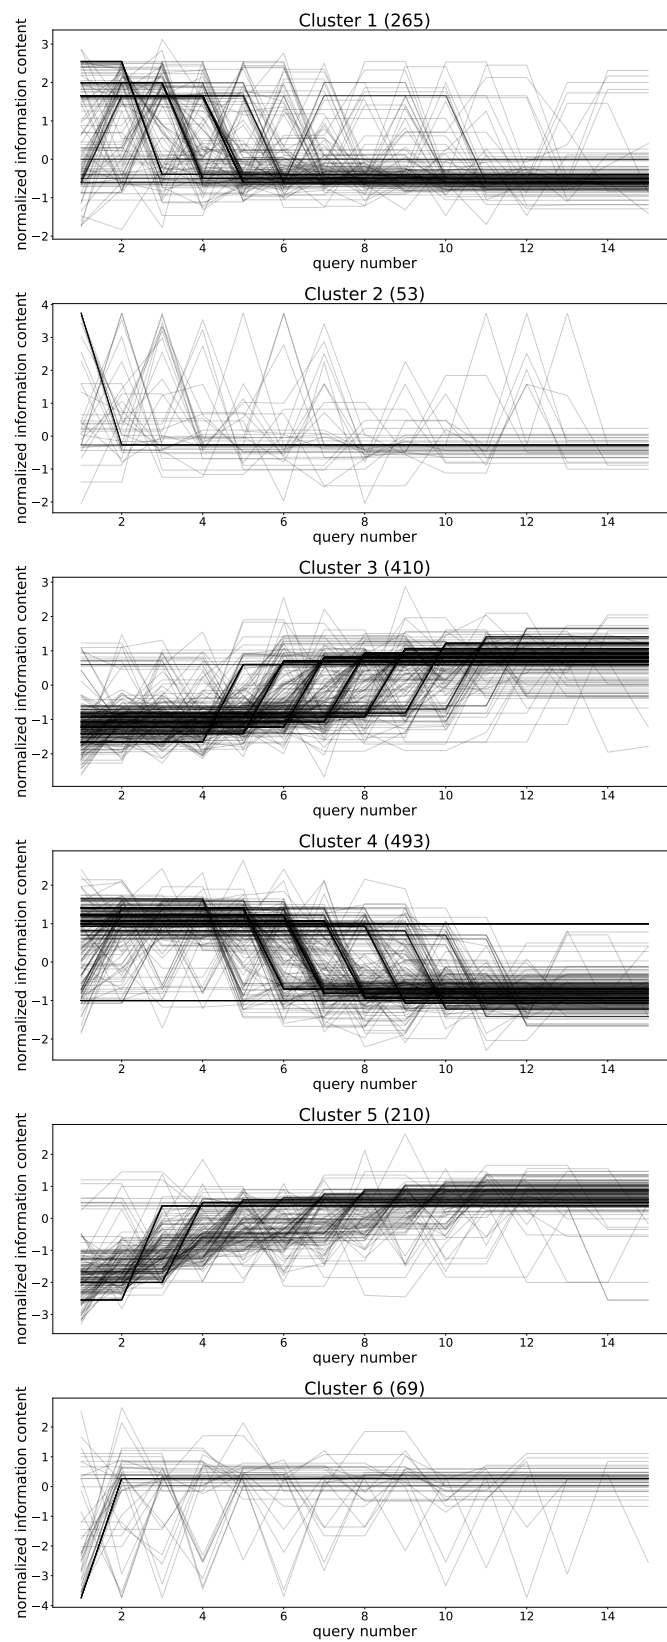 Cluster 1 (265)
normalized information content
3
2
1
0
−1
−2
2 4 6 8 10 12 14
query number
Cluster 2 (53)
normalized information content
4
3
2
1
0
−1
−2
2 4 6 8 10 12 14
query number
Cluster 3 (410)
normalized information content
3
2
1
0
−1
−2
2 4 6 8 10 12 14
query number
Cluster 4 (493)
normalized information content
2
1
0
−1
−2
2 4 6 8 10 12 14
query number
Cluster 5 (210)
normalized information content
2
1
0
−1
−2
−3
2 4 6 8 10 12 14
query number
Cluster 6 (69)
normalized information content
2
1
0
−1
−2
−3
−4
2 4 6 8 10 12 14
query number